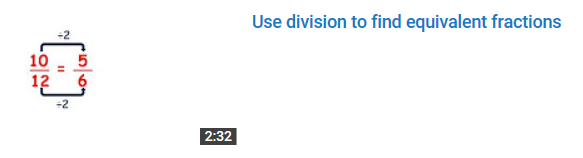 Use division to find equivalent fractions
÷2
10/12 = 5/6
÷2
2:32